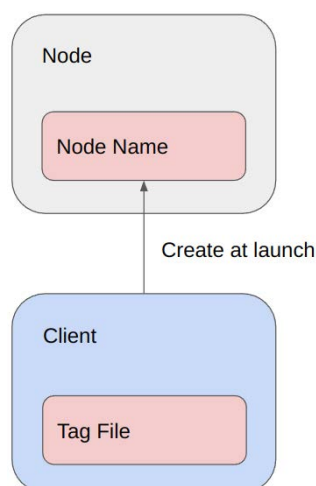 Node
Node Name
Create at launch
Client
Tag File